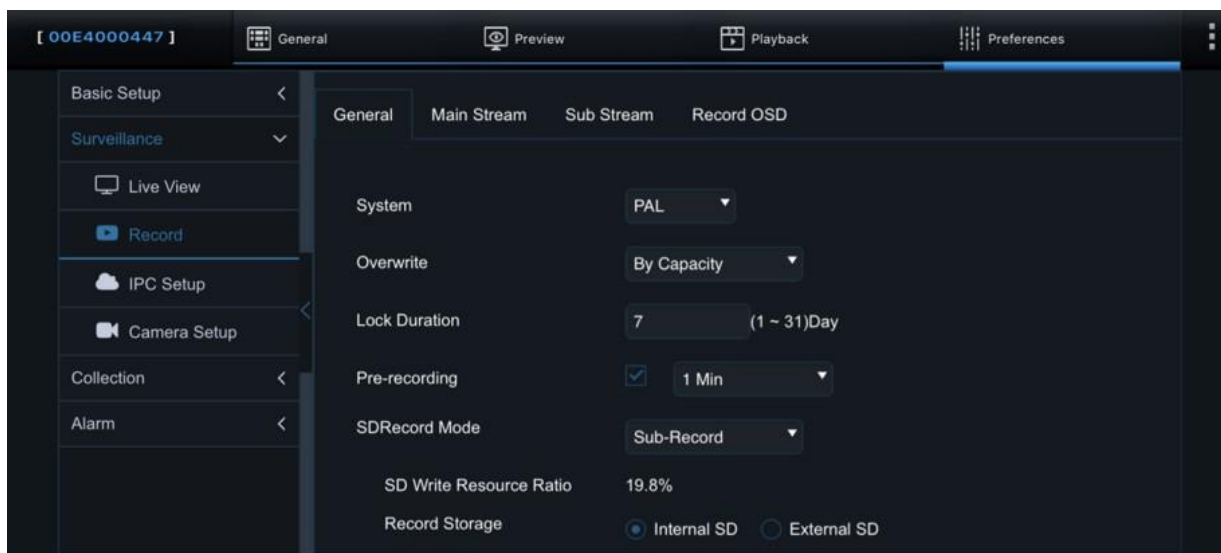 [ 00E4000447 ] General Preview Playback Preferences
Basic Setup
General Main Stream Sub Stream Record OSD
Surveillance
Live View
System PAL
Record
Overwrite By Capacity
IPC Setup
Lock Duration 7 (1 ~ 31)Day
Camera Setup
Collection
Pre-recording 1 Min
Alarm
SDRecord Mode Sub-Record
SD Write Resource Ratio 19.8%
Record Storage Internal SD External SD